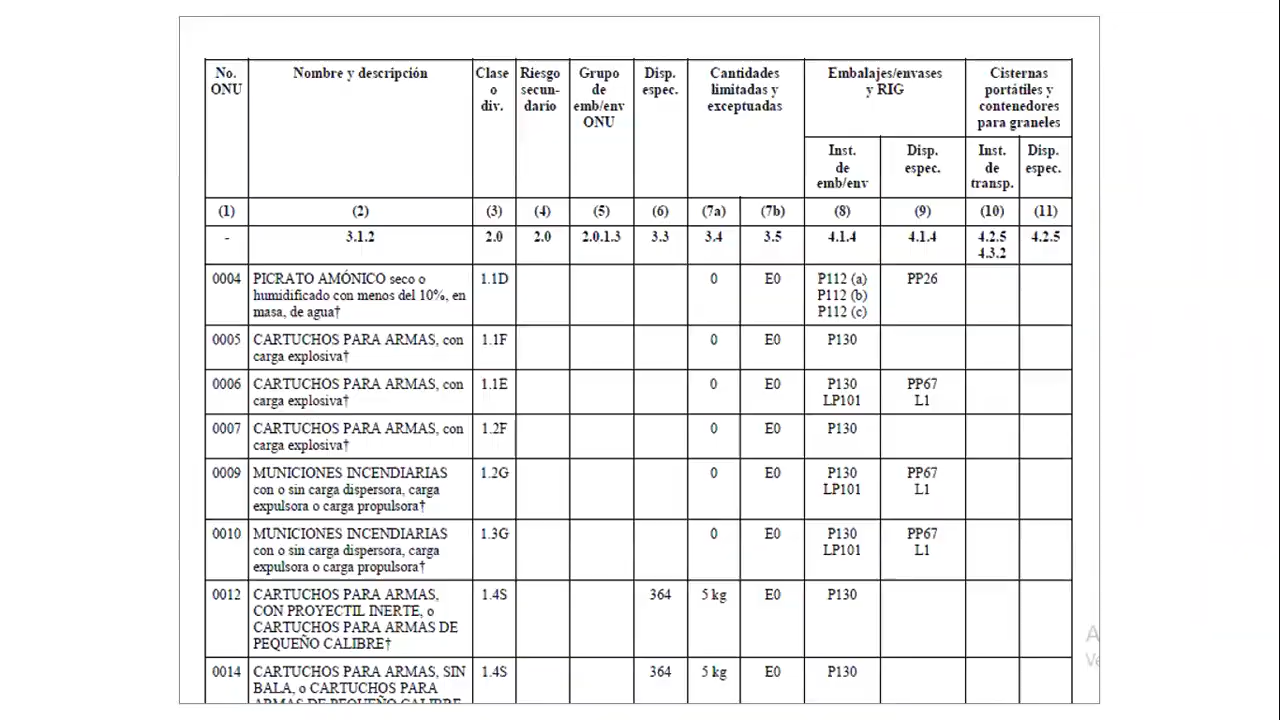 No. ONU Nombre y descripción Clase o div. Riesgo secun- dario Grupo de emb/env ONU Disp. espec. Cantidades limitadas y exceptuadas Embalajes/envases y RIG Cisternas portátiles y contenedores para graneles
Inst. de emb/env Disp. espec. Inst. de transp. Disp. espec.
(1) (2) (3) (4) (5) (6) (7a) (7b) (8) (9) (10) (11)
- 3.1.2 2.0 2.0 2.0.1.3 3.3 3.4 3.5 4.1.4 4.1.4 4.2.5 4.2.5
4.3.2
0004 PICRATO AMÓNICO seco o 1.1D 0 E0 P112 (a) PP26
humidificado con menos del 10%, en P112 (b)
masa, de agua† P112 (c)
0005 CARTUCHOS PARA ARMAS, con 1.1F 0 E0 P130
carga explosiva†
0006 CARTUCHOS PARA ARMAS, con 1.1E 0 E0 P130 PP67
carga explosiva† LP101 L1
0007 CARTUCHOS PARA ARMAS, con 1.2F 0 E0 P130
carga explosiva†
0009 MUNICIONES INCENDIARIAS 1.2G 0 E0 P130 PP67
con o sin carga dispersora, carga LP101 L1
expulsora o carga propulsora†
0010 MUNICIONES INCENDIARIAS 1.3G 0 E0 P130 PP67
con o sin carga dispersora, carga LP101 L1
expulsora o carga propulsora†
0012 CARTUCHOS PARA ARMAS, 1.4S 364 5 kg E0 P130
CON PROYECTIL INERTE, o
CARTUCHOS PARA ARMAS DE
PEQUEÑO CALIBRE†
0014 CARTUCHOS PARA ARMAS, SIN 1.4S 364 5 kg E0 P130
BALA, o CARTUCHOS PARA
ARMAS DE PEQUEÑO CALIBRE